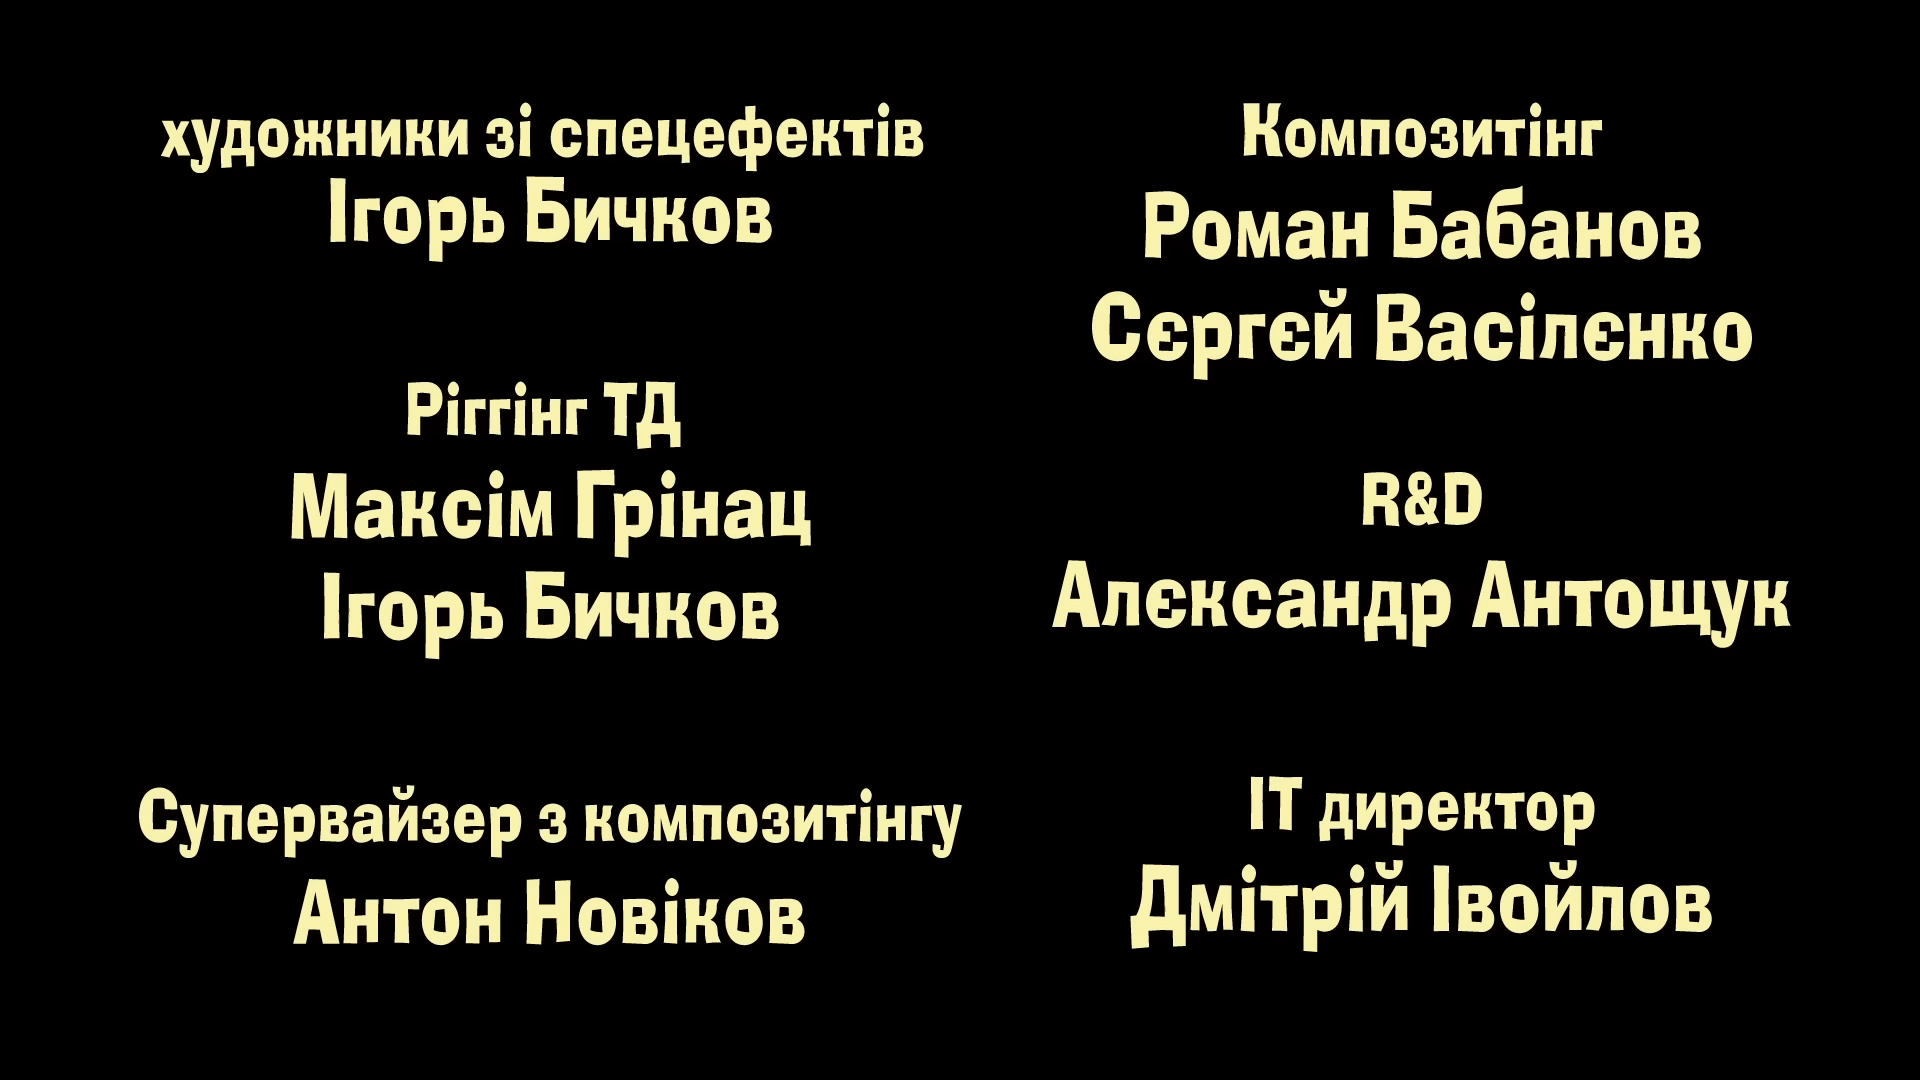 художники зі спецефектів
Ігорь Бичков
Ріггінг ТД
Максім Грінац
Ігорь Бичков
Супервайзер з композитінгу
Антон Новіков
Композитінг
Роман Бабанов
Сєргєй Васілєнко
R&D
Алєксандр Антощук
ІТ директор
Дмітрій Івойлов